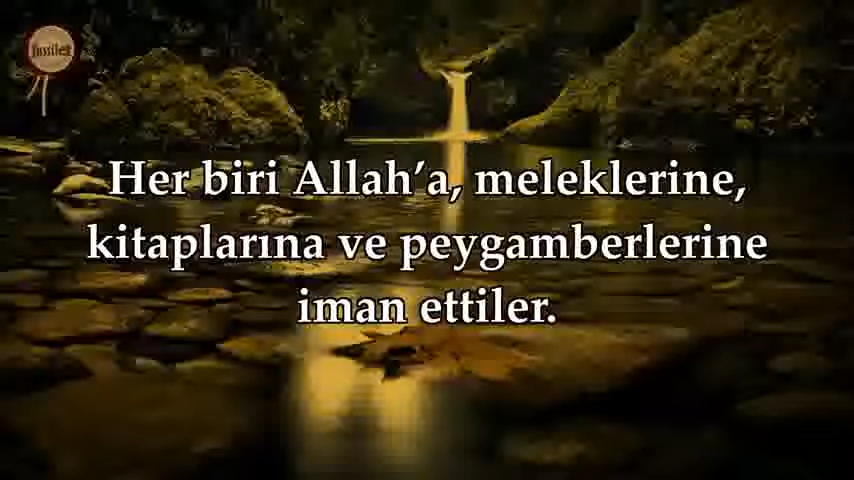 Her biri Allah’a, meleklerine,
kitaplarına ve peygamberlerine
iman ettiler.